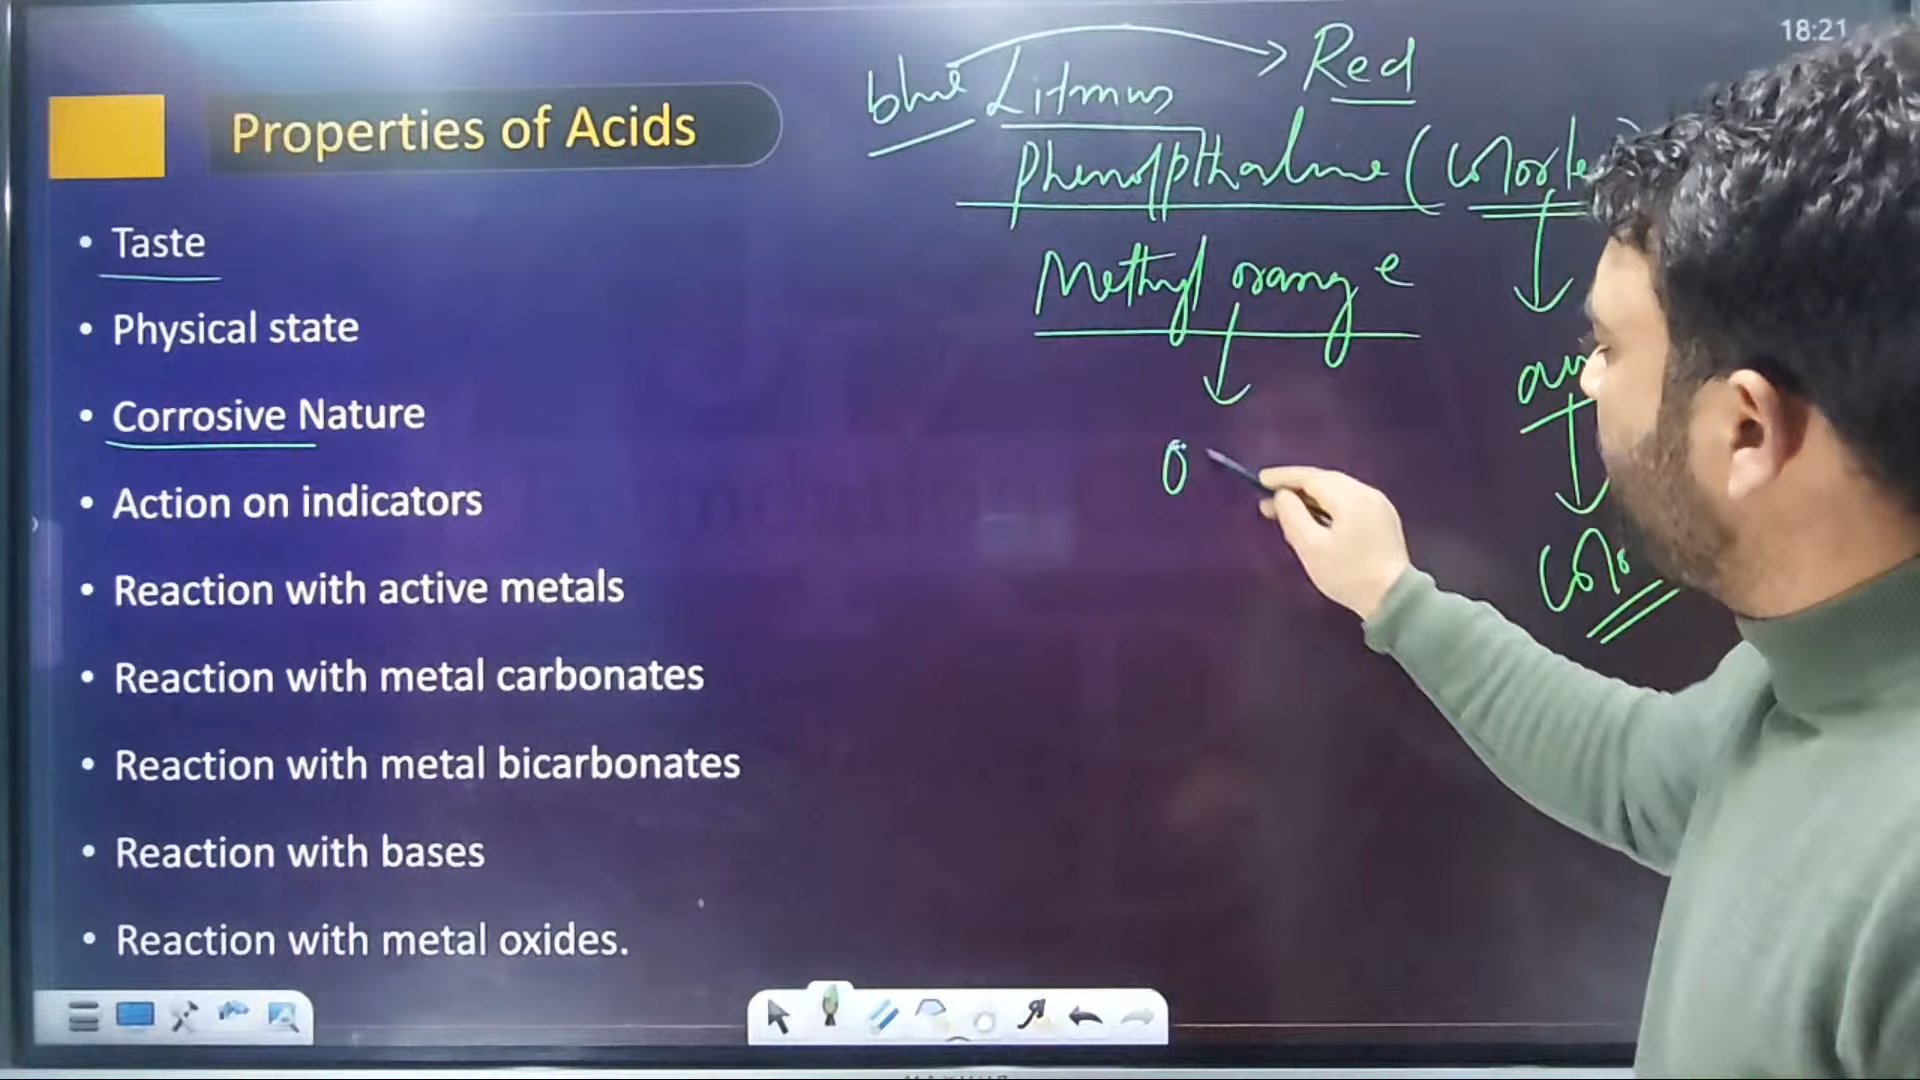 18:21
blue Litmus → Red
Properties of Acids
Phenolpthalme (
Methyl orange
• Taste
• Physical state
• Corrosive Nature
• Action on indicators
• Reaction with active metals
• Reaction with metal carbonates
• Reaction with metal bicarbonates
• Reaction with bases
• Reaction with metal oxides.
O